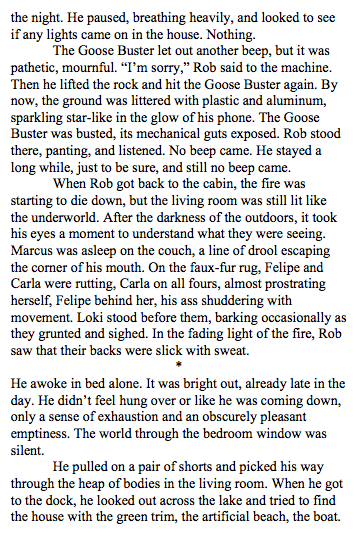 the night. He paused, breathing heavily, and looked to see
if any lights came on in the house. Nothing.
The Goose Buster let out another beep, but it was
pathetic, mournful. “I’m sorry,” Rob said to the machine.
Then he lifted the rock and hit the Goose Buster again. By
now, the ground was littered with plastic and aluminum,
sparkling star-like in the glow of his phone. The Goose
Buster was busted, its mechanical guts exposed. Rob stood
there, panting, and listened. No beep came. He stayed a
long while, just to be sure, and still no beep came.
When Rob got back to the cabin, the fire was
starting to die down, but the living room was still lit like
the underworld. After the darkness of the outdoors, it took
his eyes a moment to understand what they were seeing.
Marcus was asleep on the couch, a line of drool escaping
the corner of his mouth. On the faux-fur rug, Felipe and
Carla were rutting, Carla on all fours, almost prostrating
herself, Felipe behind her, his ass shuddering with
movement. Loki stood before them, barking occasionally as
they grunted and sighed. In the fading light of the fire, Rob
saw that their backs were slick with sweat.
*
He awoke in bed alone. It was bright out, already late in the
day. He didn’t feel hung over or like he was coming down,
only a sense of exhaustion and an obscurely pleasant
emptiness. The world through the bedroom window was
silent.
He pulled on a pair of shorts and picked his way
through the heap of bodies in the living room. When he got
to the dock, he looked out across the lake and tried to find
the house with the green trim, the artificial beach, the boat.